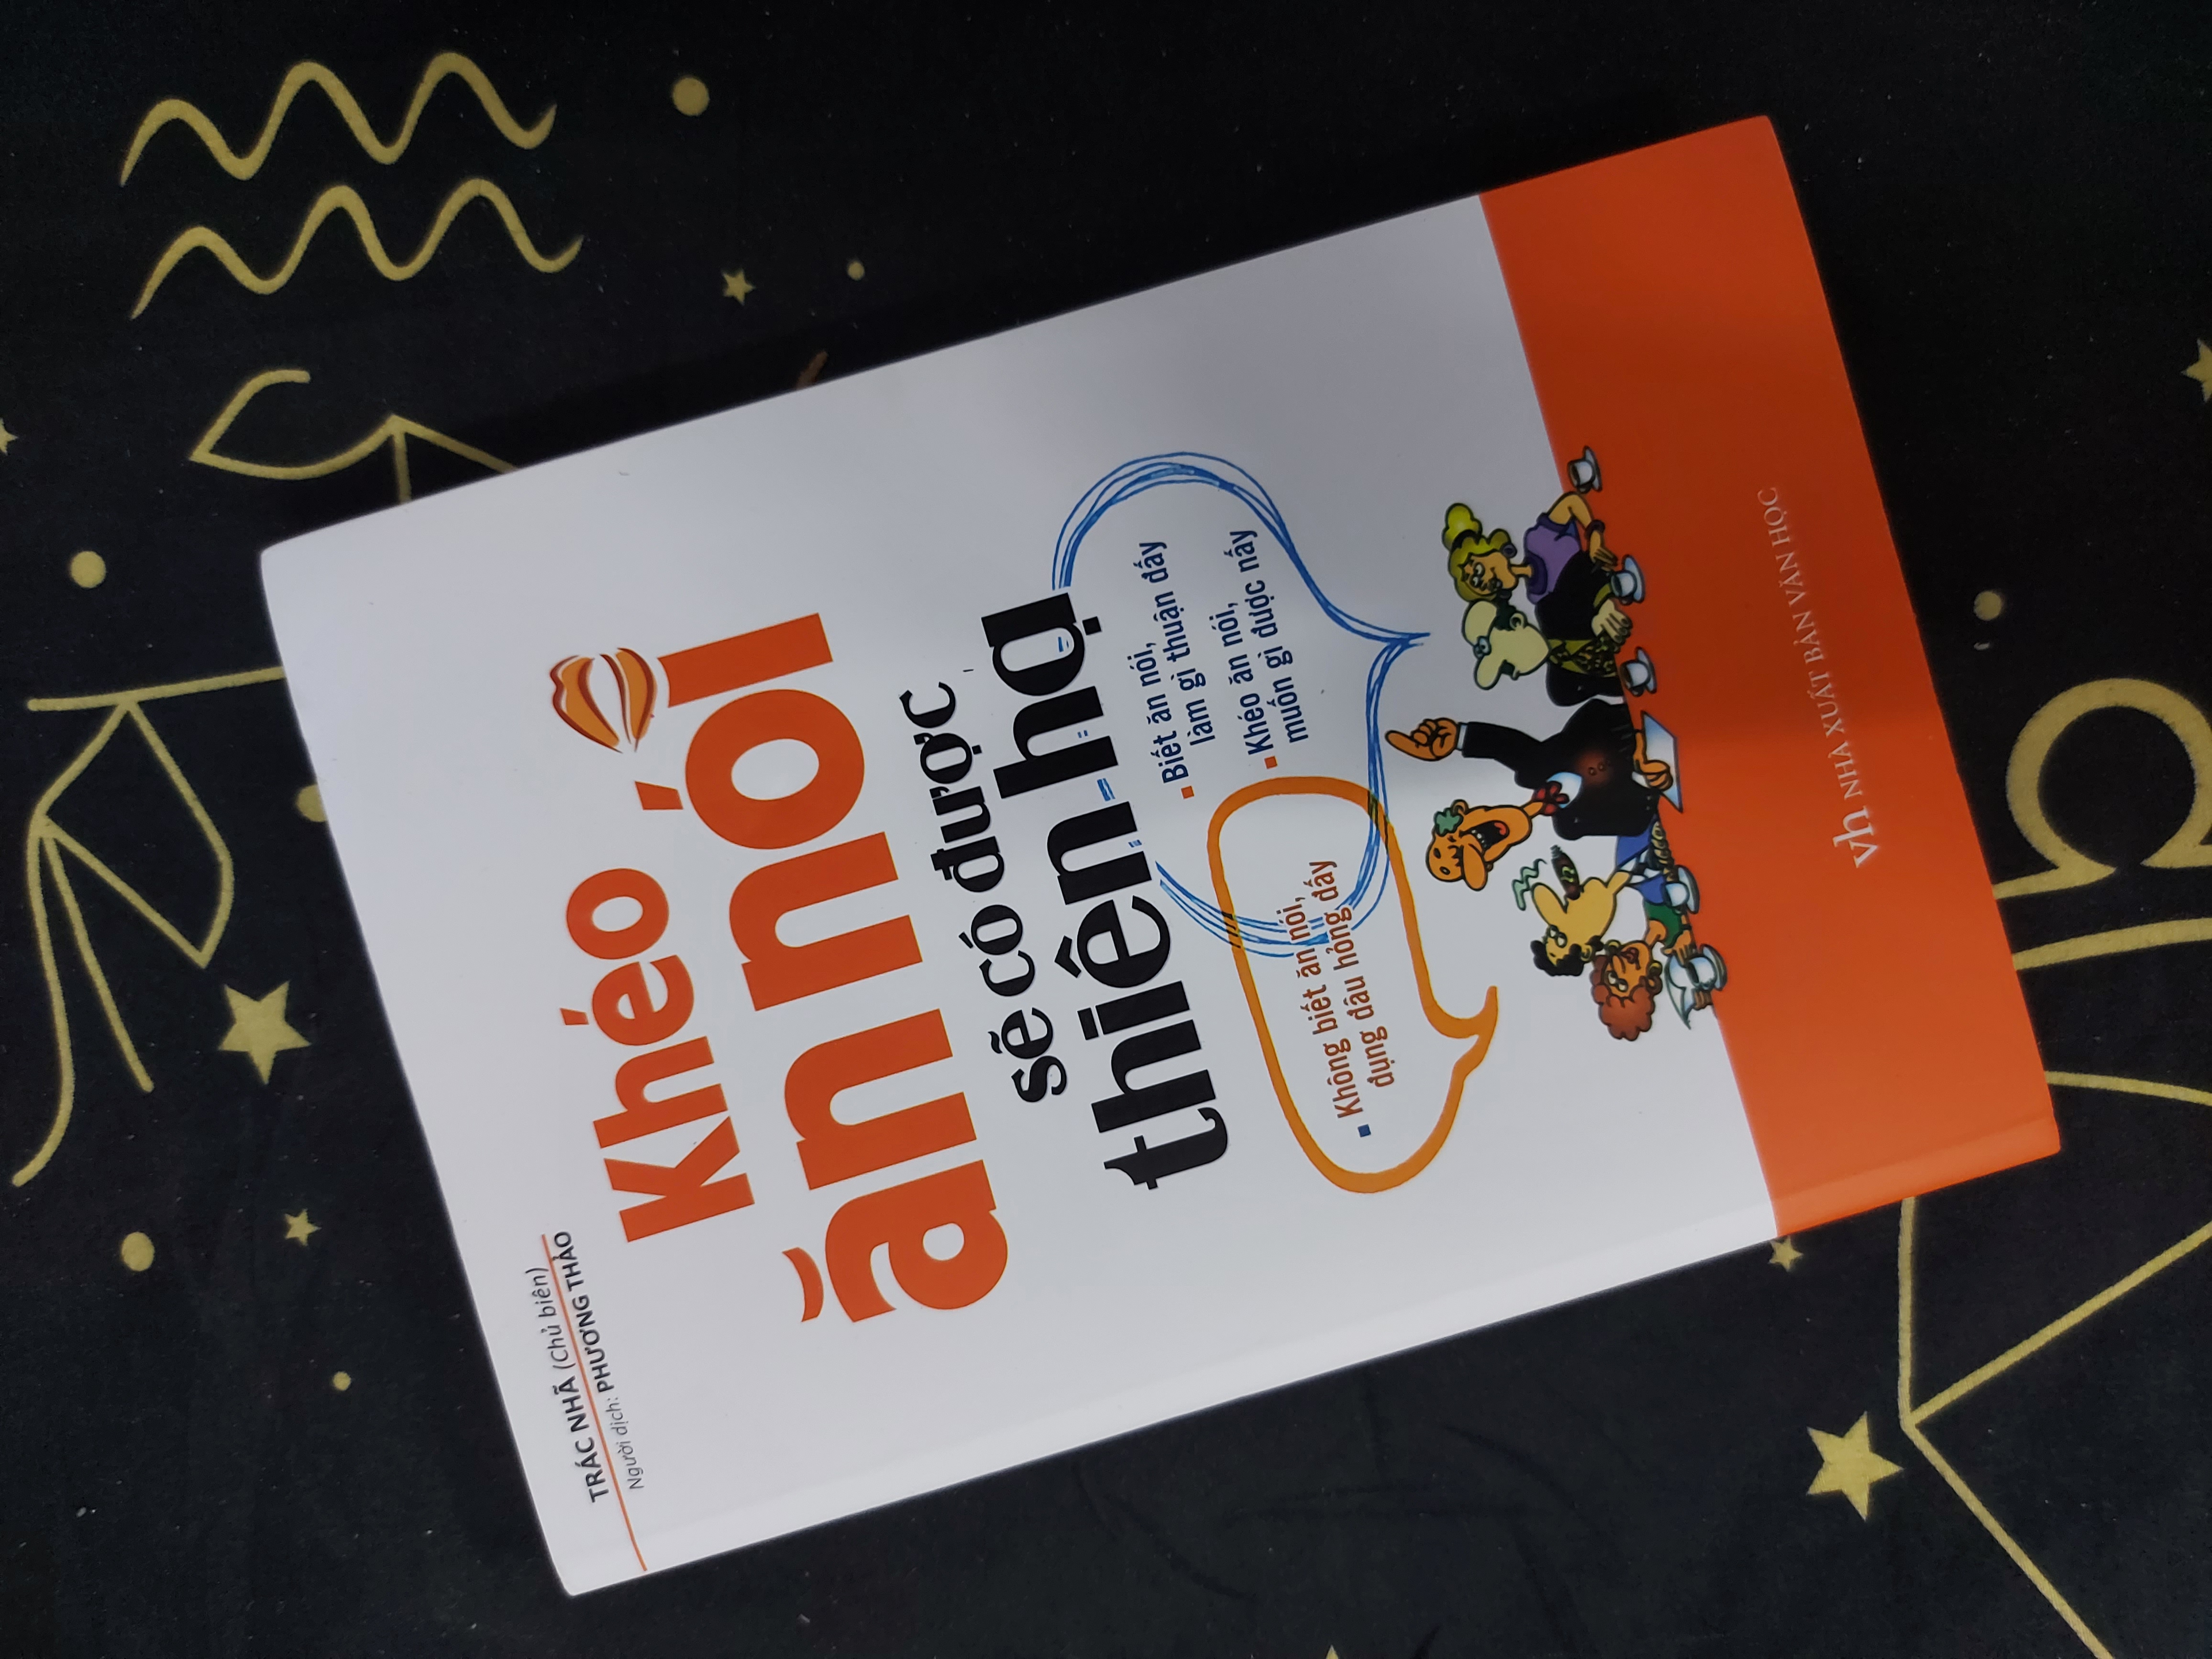 TRÁC NHÃ (Chủ biên)
Người dịch: PHƯƠNG THẢO
Khéo
ăn nói
sẽ có được
thiên hạ
Biết ăn nói,
làm gì thuận đấy
Khéo ăn nói,
muốn gì được nấy
Không biết ăn nói,
đụng đâu hỏng đấy
vh NHÀ XUẤT BẢN VĂN HỌC